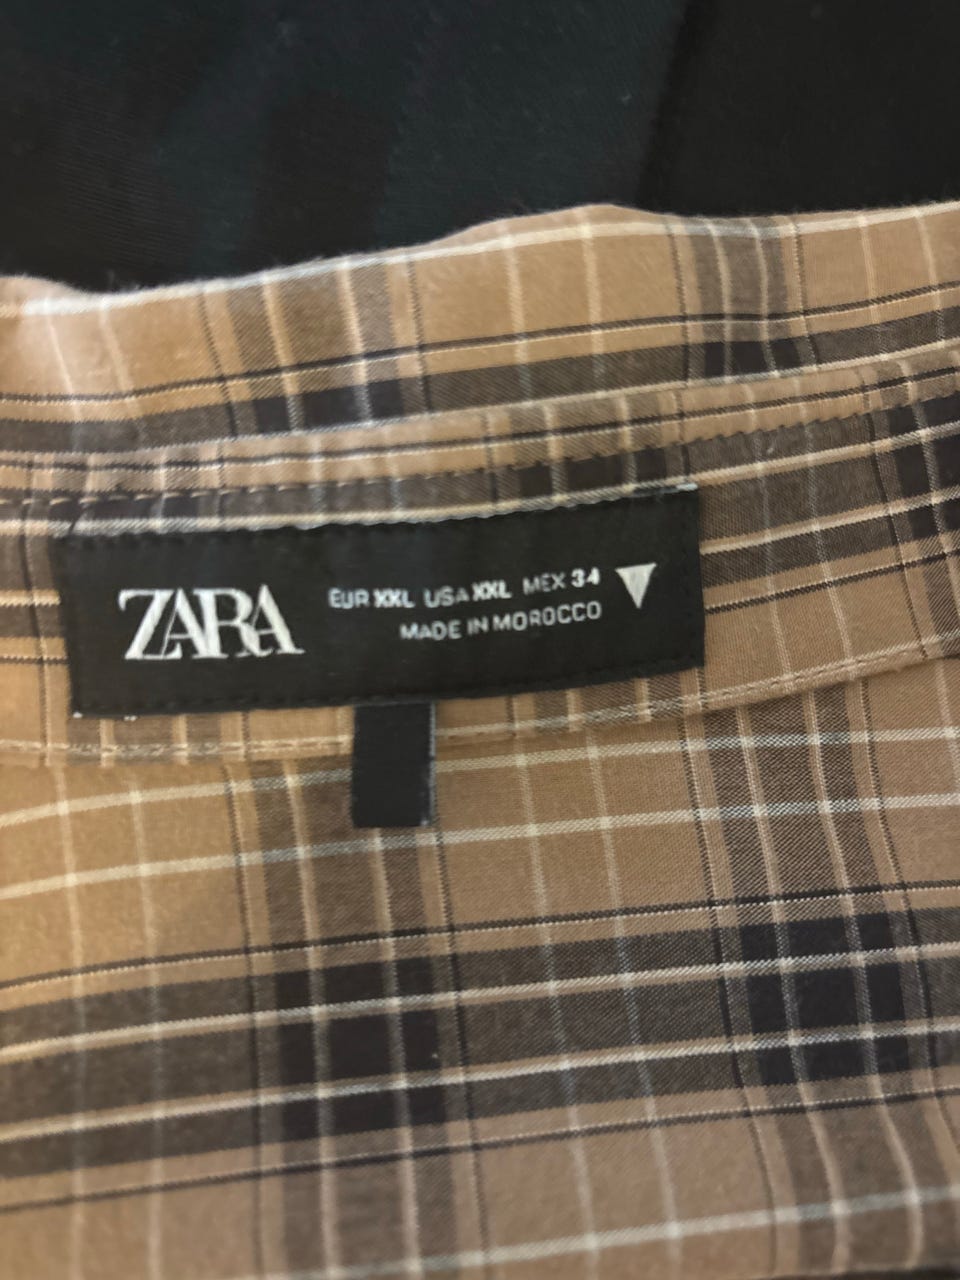 ZARA
EUR XXL USA XXL MEX 34
MADE IN MOROCCO